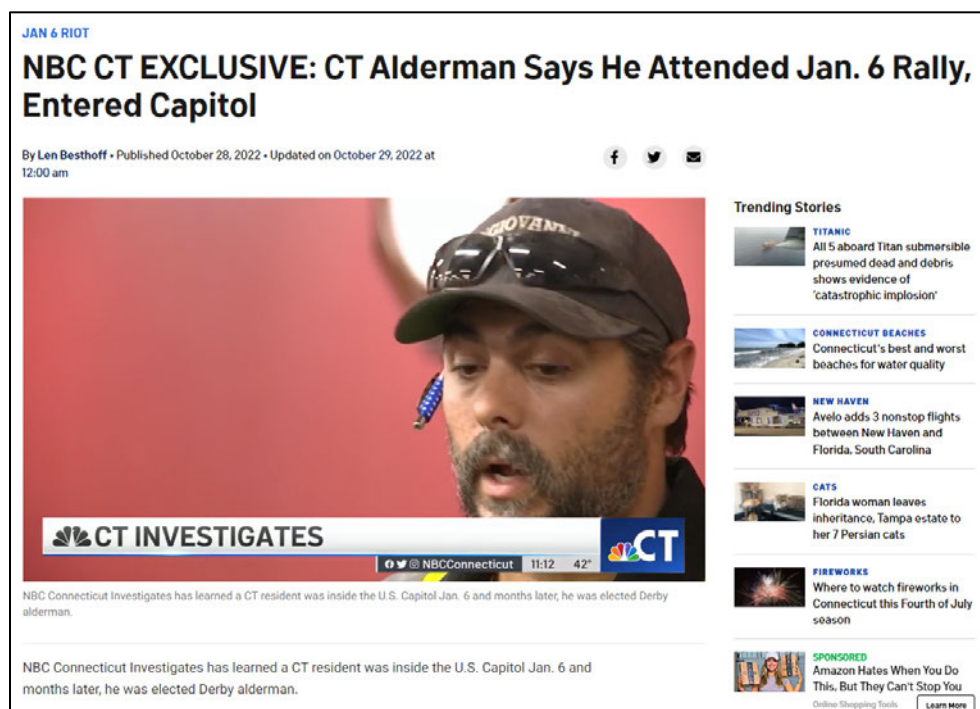 JAN 6 RIOT
NBC CT EXCLUSIVE: CT Alderman Says He Attended Jan. 6 Rally,
Entered Capitol
By Len Besthoff • Published October 28, 2022 • Updated on October 29, 2022 at
12:00 am
GIOVANN
CT INVESTIGATES
CT
NBCConnecticut 11:12 42°
NBC Connecticut Investigates has learned a CT resident was inside the U.S. Capitol Jan. 6 and months later, he was elected Derby
alderman.
NBC Connecticut Investigates has learned a CT resident was inside the U.S. Capitol Jan. 6 and
months later, he was elected Derby alderman.
Trending Stories
TITANIC
All 5 aboard Titan submersible
presumed dead and debris
shows evidence of
'catastrophic implosion'
CONNECTICUT BEACHES
Connecticut's best and worst
beaches for water quality
NEW HAVEN
Avelo adds 3 nonstop flights
between New Haven and
Florida, South Carolina
CATS
Florida woman leaves
inheritance, Tampa estate to
her 7 Persian cats
FIREWORKS
Where to watch fireworks in
Connecticut this Fourth of July
season
SPONSORED
Amazon Hates When You Do
This, But They Can't Stop You
Online Shopping Tools
Learn More